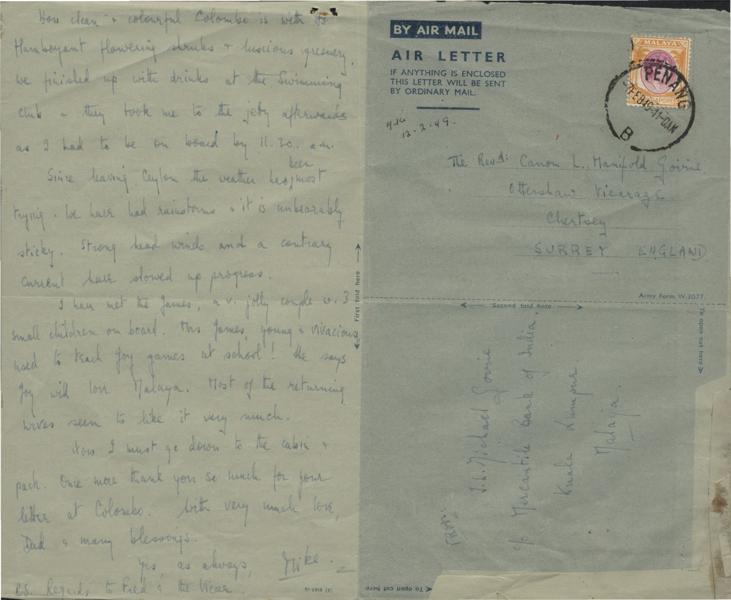 How clean & colourful Colombo is with its
flamboyant flowering shrubs & luscious greenery.
We finished up with drinks at the Swimming
Club & they took me to the jetty afterwards
as I had to be on board by 11.30. a.m.
Since leaving Ceylon the weather has been most
trying. We have had rainstorms & it is unbearably
sticky. Strong head winds and a contrary
current have slowed up progress.
I have met the James, a v. jolly couple w. 3
small children on board. Mrs James, young & vivacious
used to teach Joy games at school! She says
Joy will love Malaya. Most of the returning
wives seem to like it very much.
Now I must go down to the cabin &
pack. Once more thank you so much for your
letter at Colombo. With very much love,
Dad & many blessings.
Yrs as always, Mike.
P.S. Regards to Fred & the Wear
First fold here
BY AIR MAIL
AIR LETTER
IF ANYTHING IS ENCLOSED
THIS LETTER WILL BE SENT
BY ORDINARY MAIL.
12.2.49.
MALAYA
PENANG
B
The Revd: Canon L. Manifold
Ottershaw Vicarage
Chertsey
SURREY ENGLAND
Army Form W.3077.
Second fold here
To open cut here
FROM:
Michael
c/o Mercantile Bank of India,
Kuala Lumpur
Malaya.
To open cut here